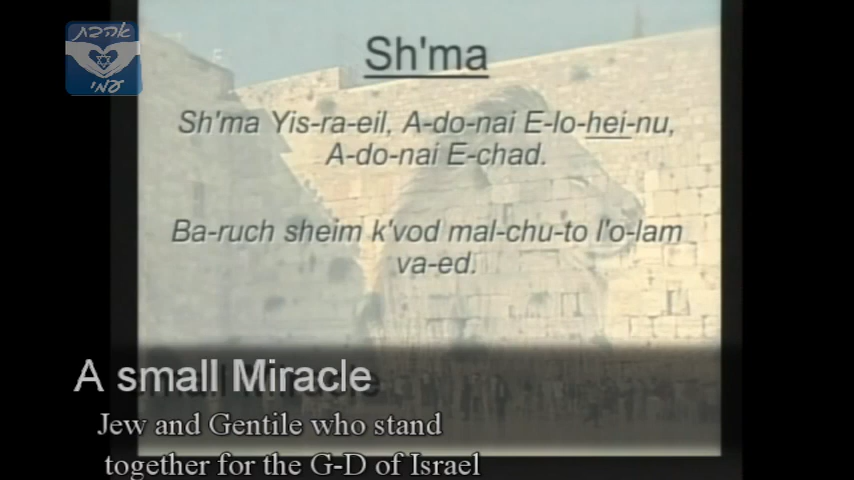 אהבת
עמי
Sh'ma
Sh'ma Yis-ra-eil, A-do-nai E-lo-hei-nu,
A-do-nai E-chad.
Ba-ruch sheim k'vod mal-chu-to l'o-lam
va-ed.
A small Miracle
Jew and Gentile who stand
together for the G-D of Israel